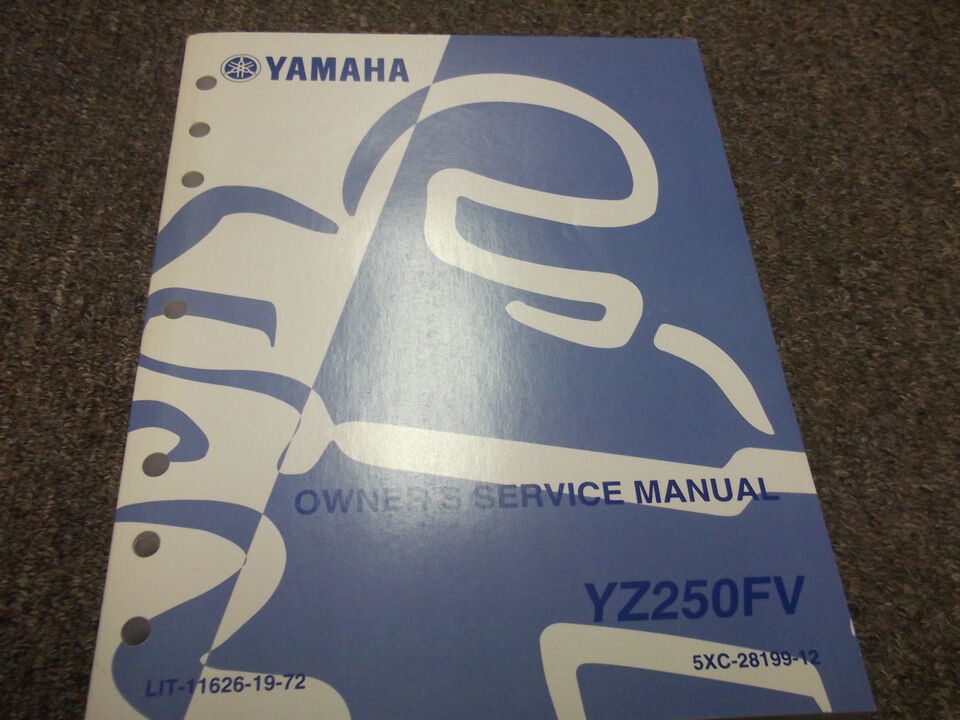 YAMAHA
OWNER'S SERVICE MANUAL
YZ250FV
5XC-28199-12
LIT-11626-19-72